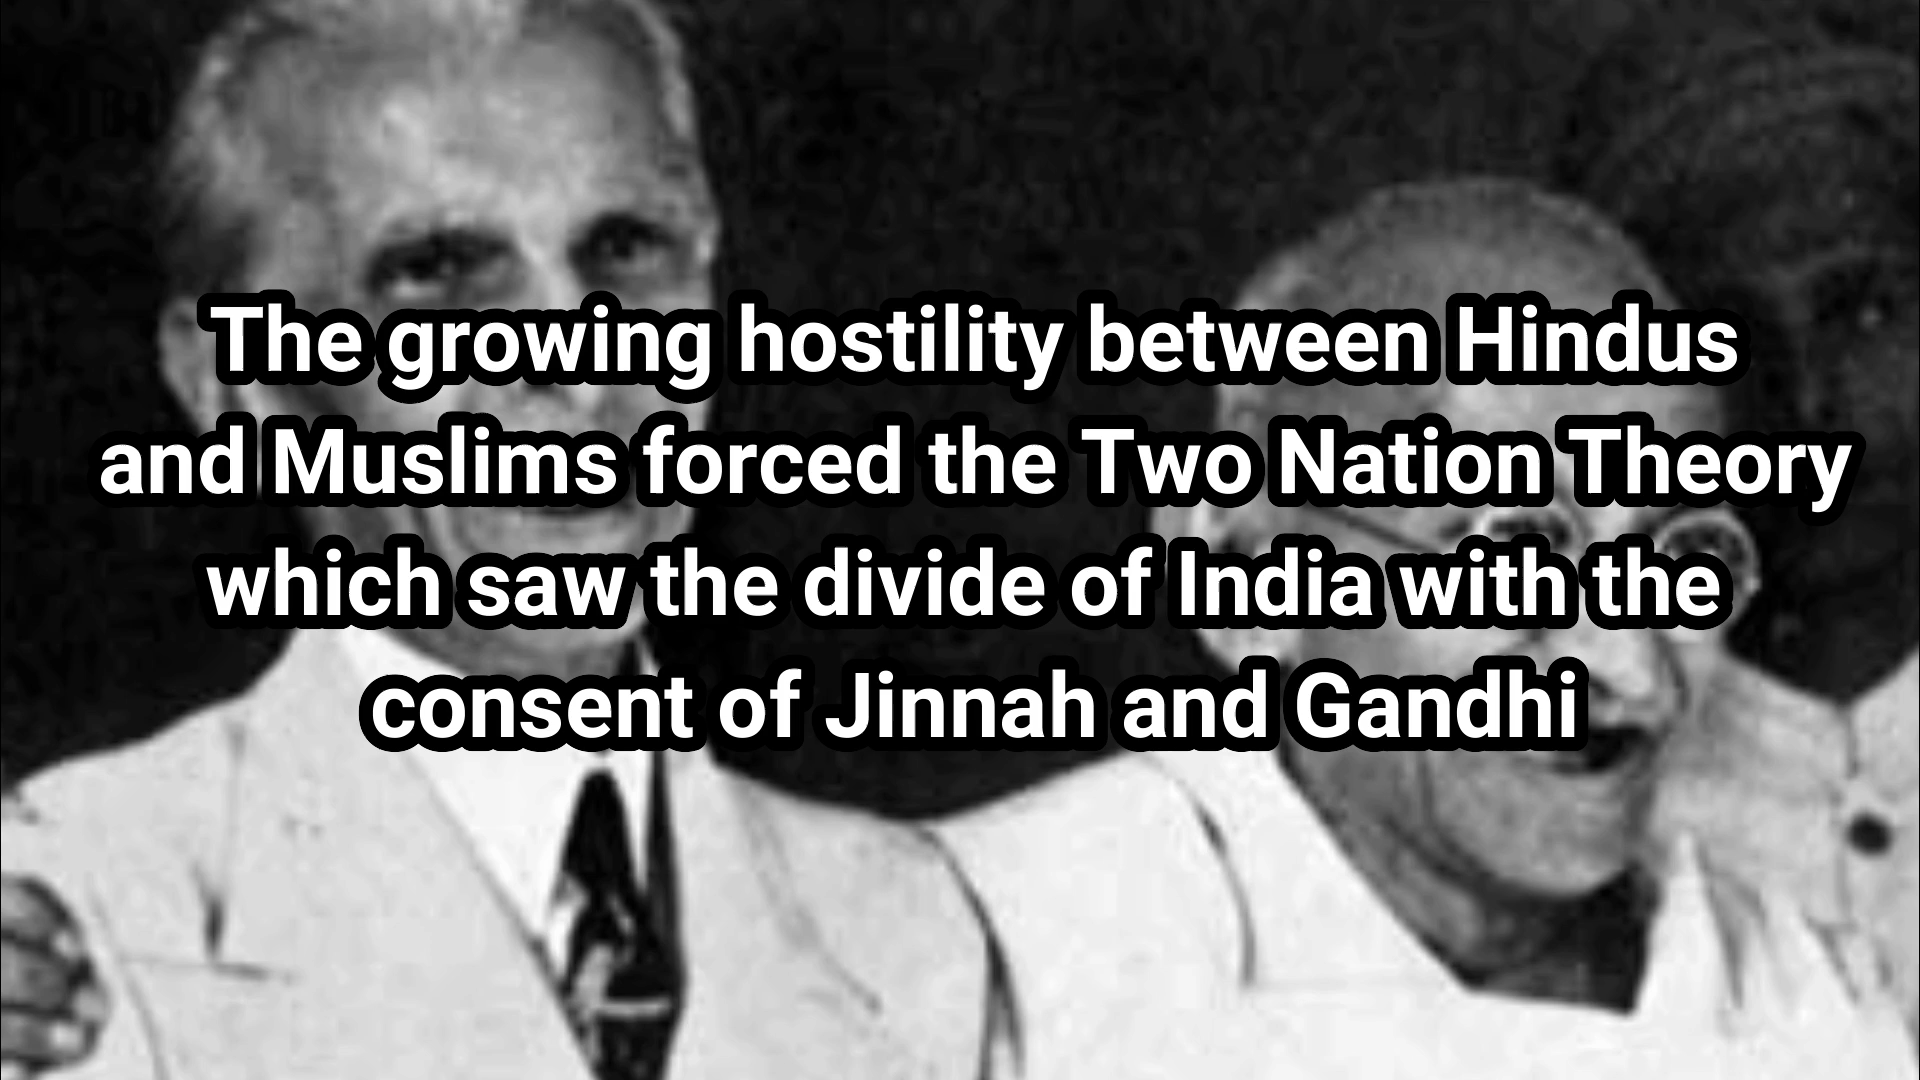 The growing hostility between Hindus
and Muslims forced the Two Nation Theory
which saw the divide of India with the
consent of Jinnah and Gandhi